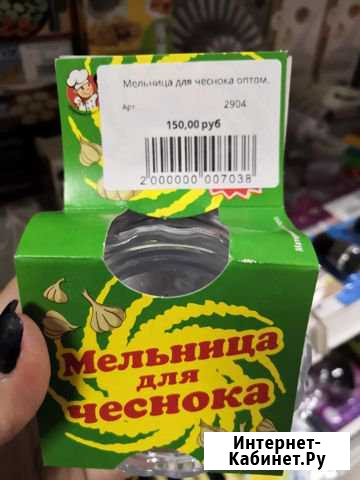 Мельница для чеснока оптом.
Арт. 2904
150,00 руб
2 000000 007038
Мельница
для
чеснока
Интернет-
Кабинет.Ру